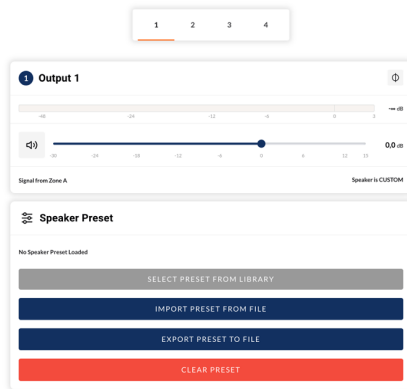 1 2 3 4
1 Output 1
-48 -24 -12 -6 0 3
-∞ dB
0,0 dB
-30 -24 -18 -12 -6 0 6 12 15
Signal from Zone A Speaker is CUSTOM
Speaker Preset
No Speaker Preset Loaded
SELECT PRESET FROM LIBRARY
IMPORT PRESET FROM FILE
EXPORT PRESET TO FILE
CLEAR PRESET